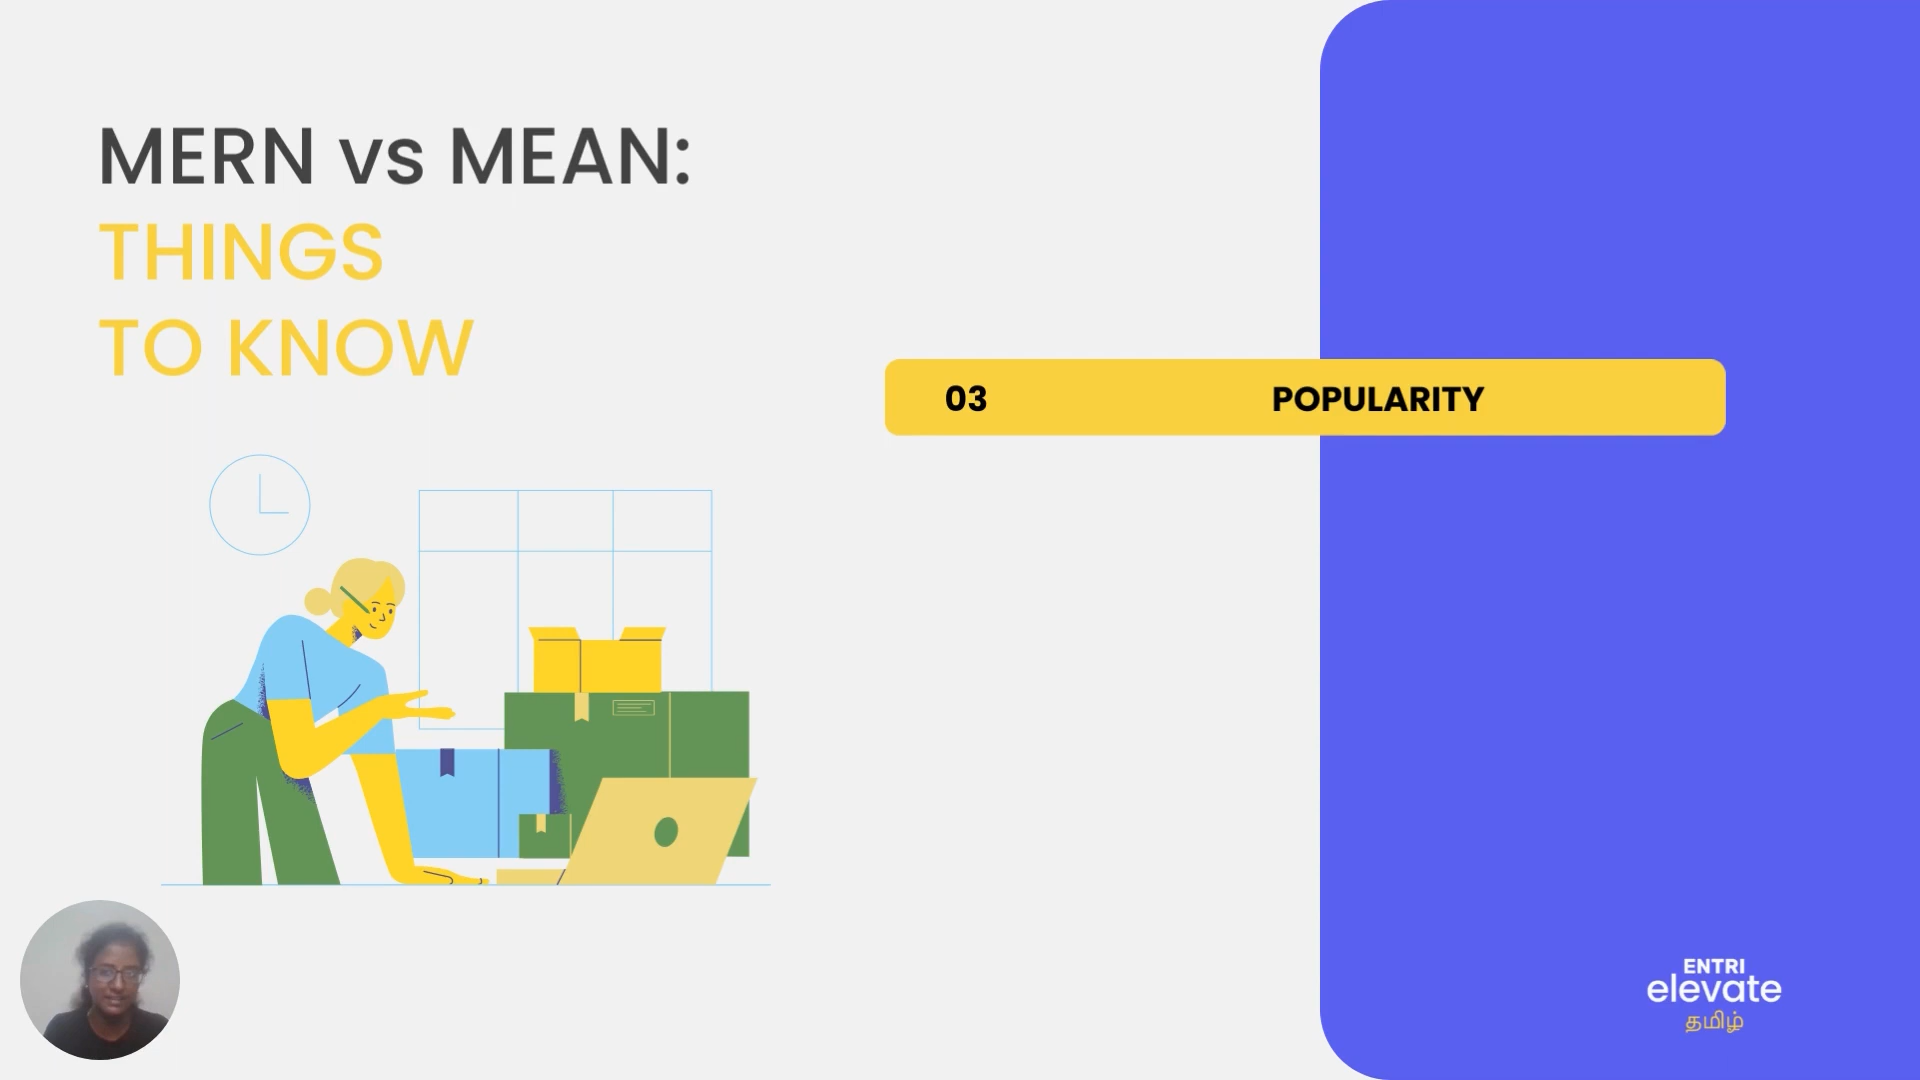 MERN vs MEAN:
THINGS
TO KNOW
03 POPULARITY
ENTRI
elevate
தமிழ்